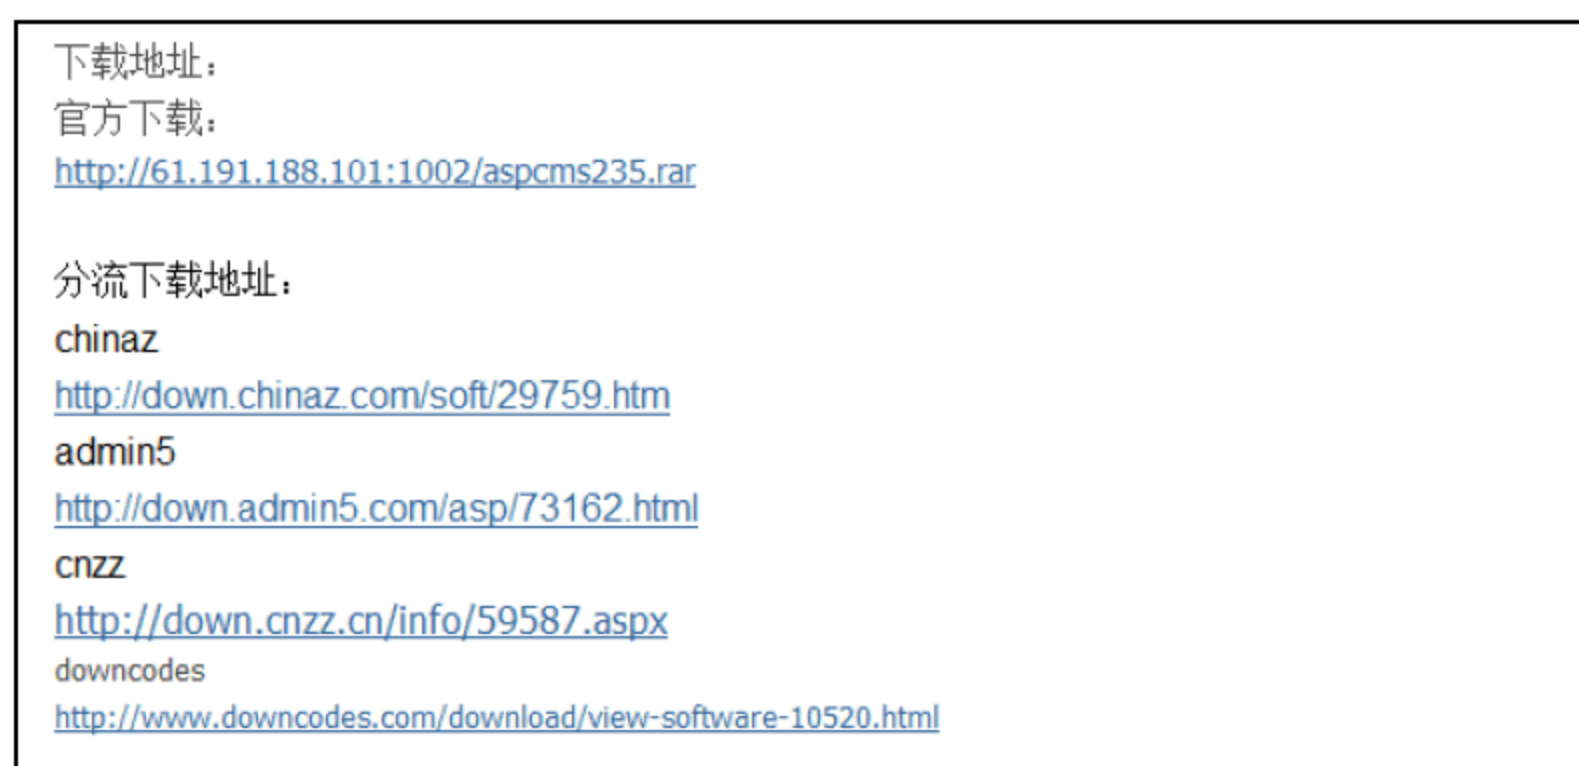 下载地址：
官方下载：
http://61.191.188.101:1002/aspcms235.rar
分流下载地址：
chinaz
http://down.chinaz.com/soft/29759.htm
admin5
http://down.admin5.com/asp/73162.html
cnzz
http://down.cnzz.cn/info/59587.aspx
downcodes
http://www.downcodes.com/download/view-software-10520.html